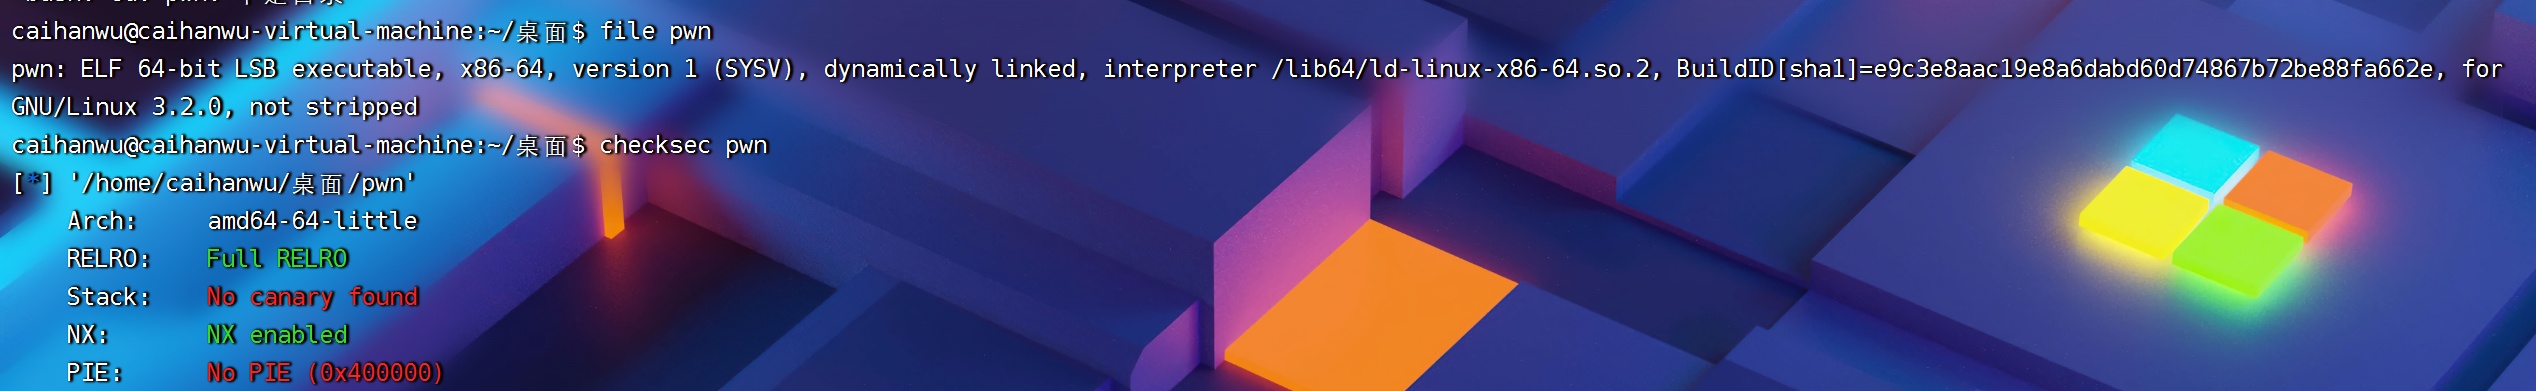 caihanwu@caihanwu-virtual-machine:~/桌面$ file pwn
pwn: ELF 64-bit LSB executable, x86-64, version 1 (SYSV), dynamically linked, interpreter /lib64/ld-linux-x86-64.so.2, BuildID[sha1]=e9c3e8aac19e8a6dabd60d74867b72be88fa662e, for
GNU/Linux 3.2.0, not stripped
caihanwu@caihanwu-virtual-machine:~/桌面$ checksec pwn
[*] '/home/caihanwu/桌面/pwn'
Arch: amd64-64-little
RELRO: Full RELRO
Stack: No canary found
NX: NX enabled
PIE: No PIE (0x400000)